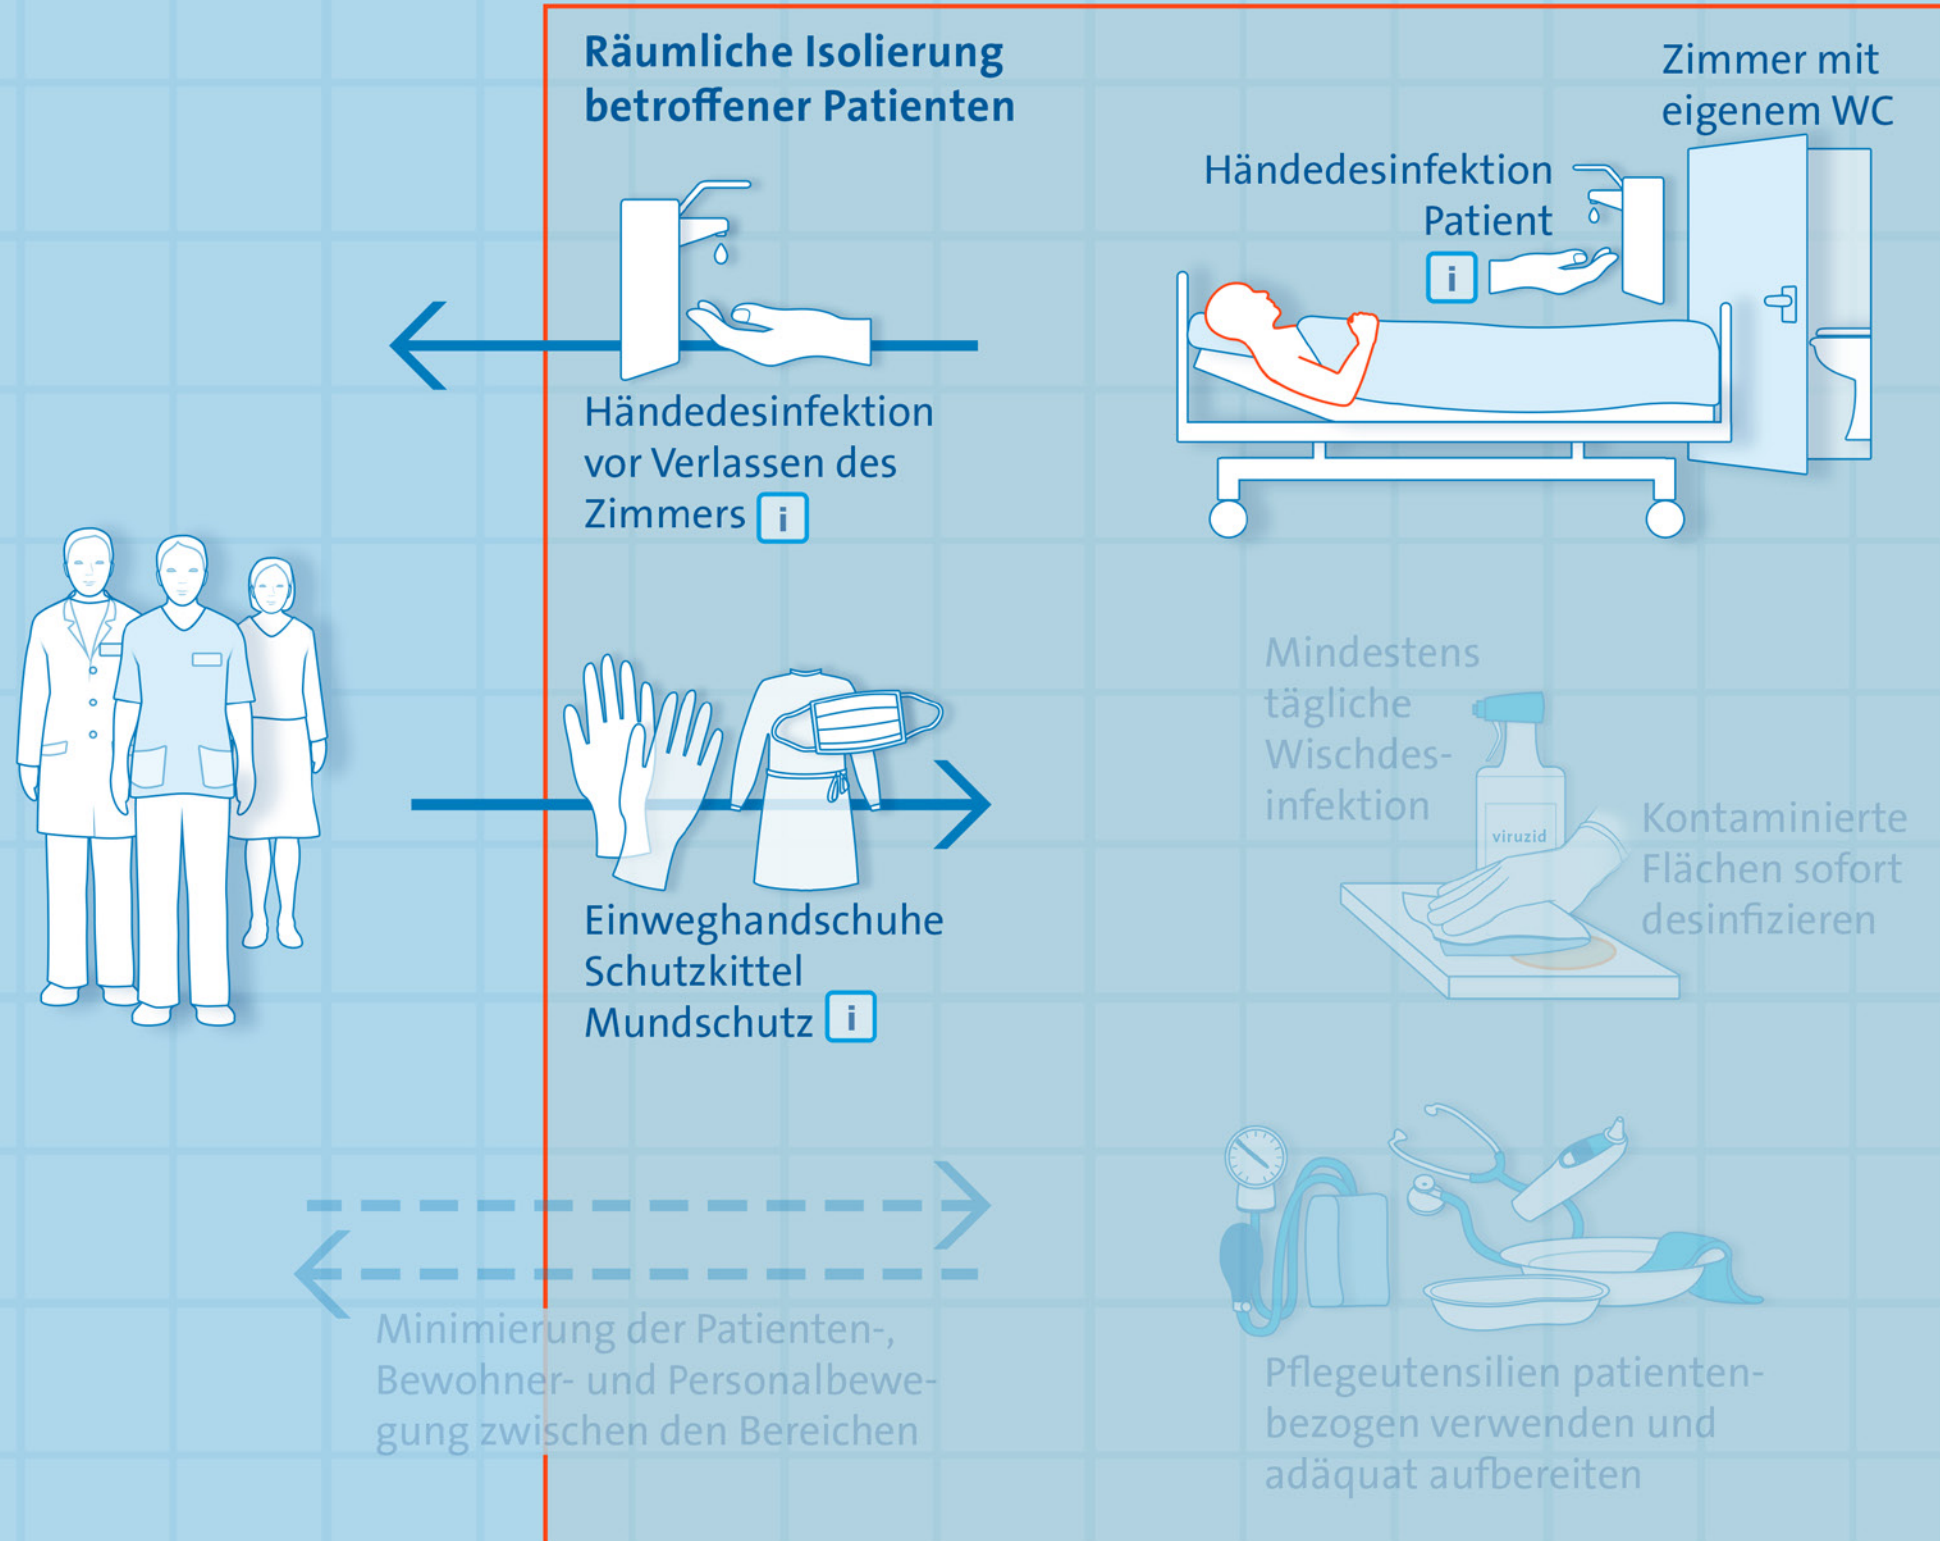 Räumliche Isolierung
betroffener Patienten
Zimmer mit
eigenem WC
Händedesinfektion
Patient
i
Händedesinfektion
vor Verlassen des
Zimmers i
Mindestens
tägliche
Wischdes-
infektion
viruzid
Kontaminierte
Flächen sofort
desinfizieren
Einweghandschuhe
Schutzkittel
Mundschutz i
Minimierung der Patienten-,
Bewohner- und Personalbewe-
gung zwischen den Bereichen
Pflegeutensilien patienten-
bezogen verwenden und
adäquat aufbereiten